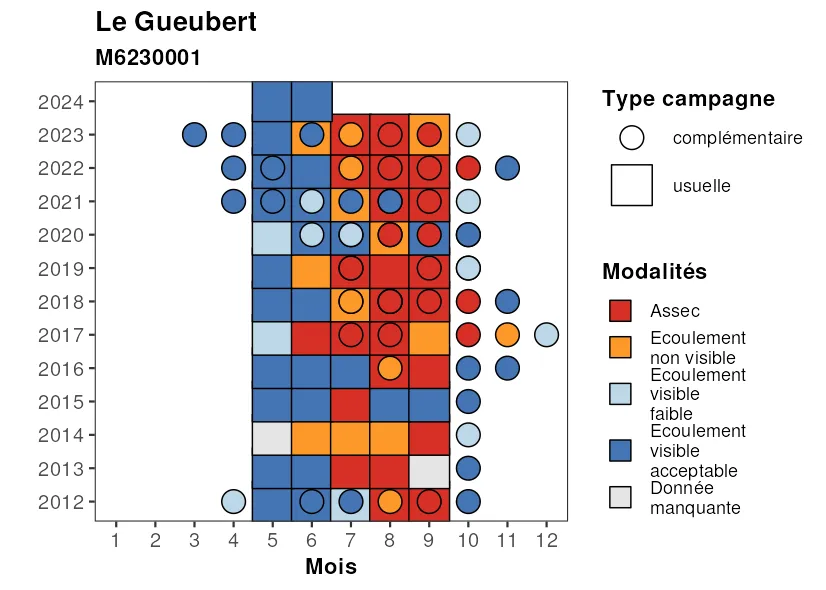 Le Gueubert
M6230001
2024
2023
2022
2021
2020
2019
2018
2017
2016
2015
2014
2013
2012
1 2 3 4 5 6 7 8 9 10 11 12
Mois
Type campagne
complémentaire
usuelle
Modalités
Assec
Ecoulement
non visible
Ecoulement
visible
faible
Ecoulement
visible
acceptable
Donnée
manquante